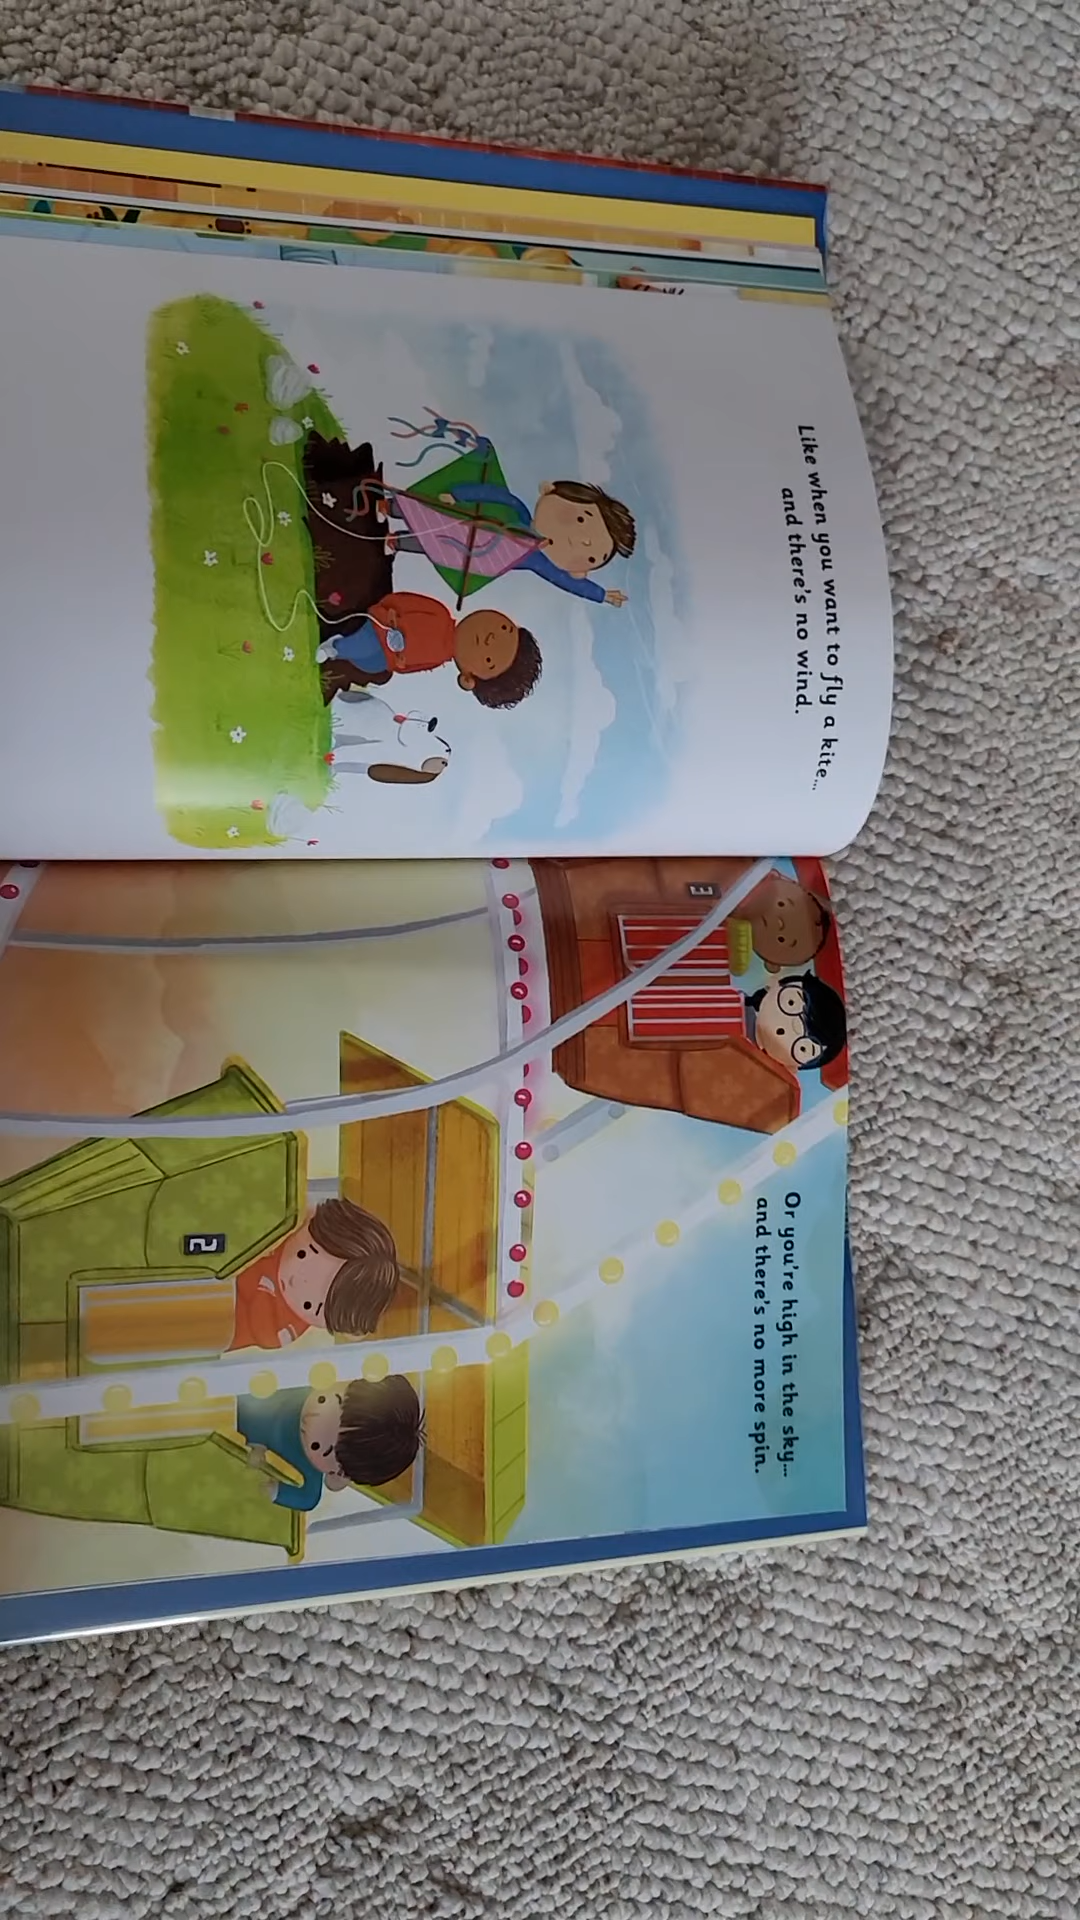 Like when you want to fly a kite...
and there's no wind.
Or you're high in the sky...
and there's no more spin.
3
2